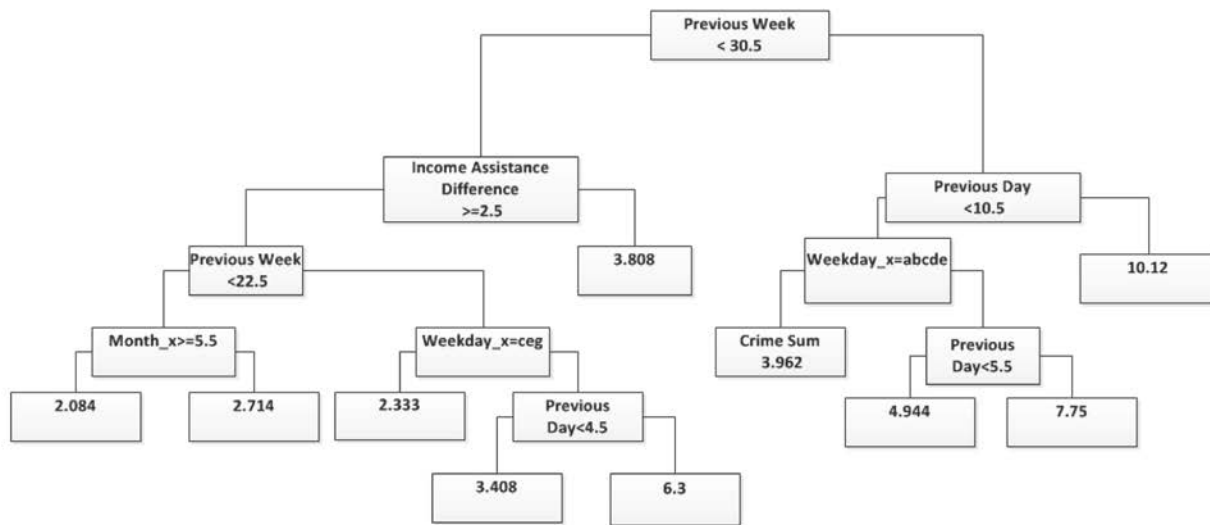 Previous Week
< 30.5
Income Assistance
Difference
>=2.5
Previous Day
<10.5
Previous Week
<22.5
3.808
Weekday_x=abcde
10.12
Month_x>=5.5
Weekday_x=ceg
Crime Sum
3.962
Previous
Day<5.5
2.084
2.714
2.333
Previous
Day<4.5
4.944
7.75
3.408
6.3